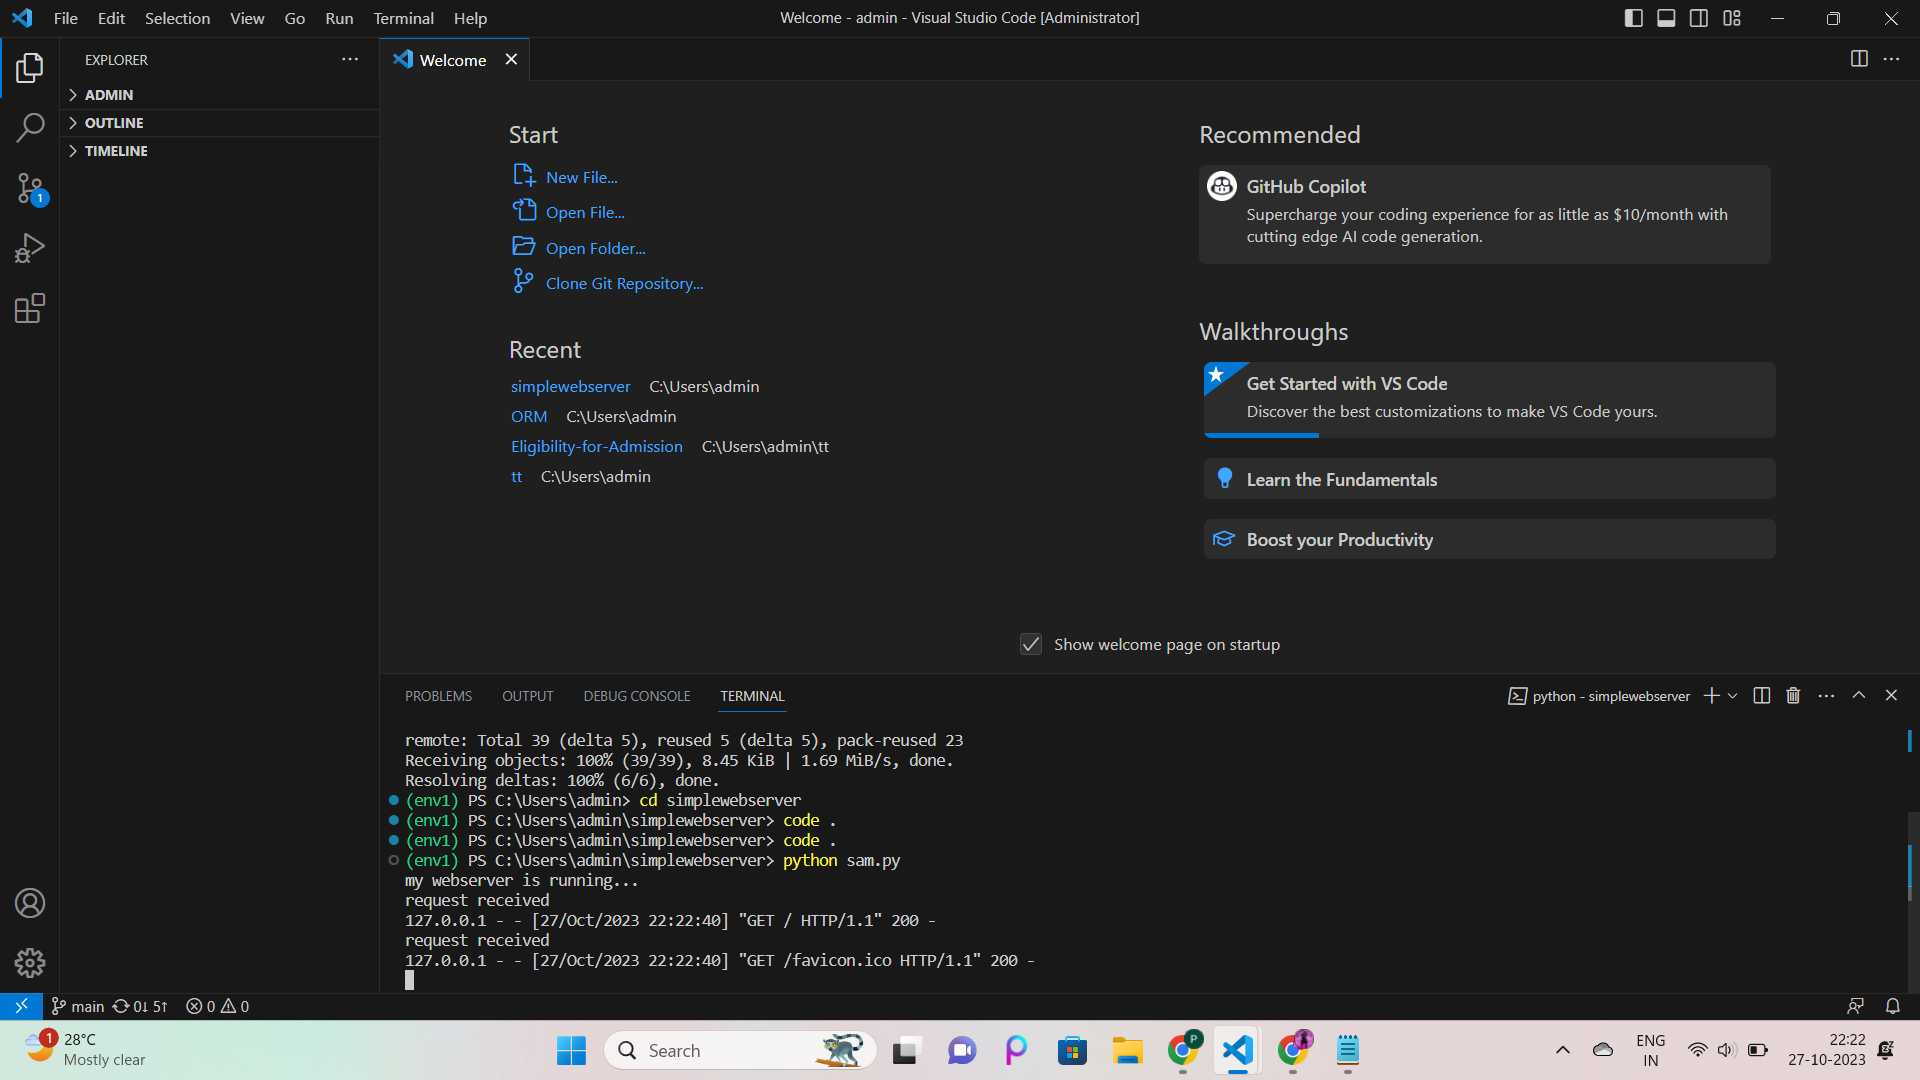 File Edit Selection View Go Run Terminal Help
Welcome - admin - Visual Studio Code [Administrator]
EXPLORER
ADMIN
OUTLINE
TIMELINE
1
Welcome
Start
New File...
Open File...
Open Folder...
Clone Git Repository...
Recent
simplewebserver C:\Users\admin
ORM C:\Users\admin
Eligibility-for-Admission C:\Users\admin\tt
tt C:\Users\admin
Recommended
GitHub Copilot
Supercharge your coding experience for as little as $10/month with
cutting edge AI code generation.
Walkthroughs
Get Started with VS Code
Discover the best customizations to make VS Code yours.
Learn the Fundamentals
Boost your Productivity
Show welcome page on startup
PROBLEMS OUTPUT DEBUG CONSOLE TERMINAL
python - simplewebserver
remote: Total 39 (delta 5), reused 5 (delta 5), pack-reused 23
Receiving objects: 100% (39/39), 8.45 KiB | 1.69 MiB/s, done.
Resolving deltas: 100% (6/6), done.
(env1) PS C:\Users\admin> cd simplewebserver
(env1) PS C:\Users\admin\simplewebserver> code .
(env1) PS C:\Users\admin\simplewebserver> code .
(env1) PS C:\Users\admin\simplewebserver> python sam.py
my webserver is running...
request received
127.0.0.1 - - [27/Oct/2023 22:22:40] "GET / HTTP/1.1" 200 -
request received
127.0.0.1 - - [27/Oct/2023 22:22:40] "GET /favicon.ico HTTP/1.1" 200 -
main 0↓ 5↑ 0 0
1
28°C
Mostly clear
Search
P
ENG
IN
22:22
27-10-2023